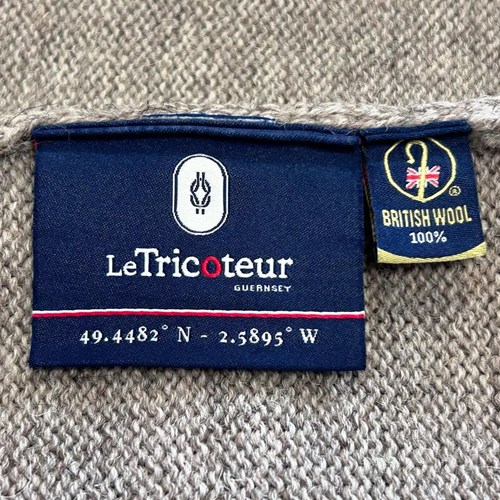 LeTricoteur
GUERNSEY
49.4482° N - 2.5895° W
BRITISH WOOL
®
100%